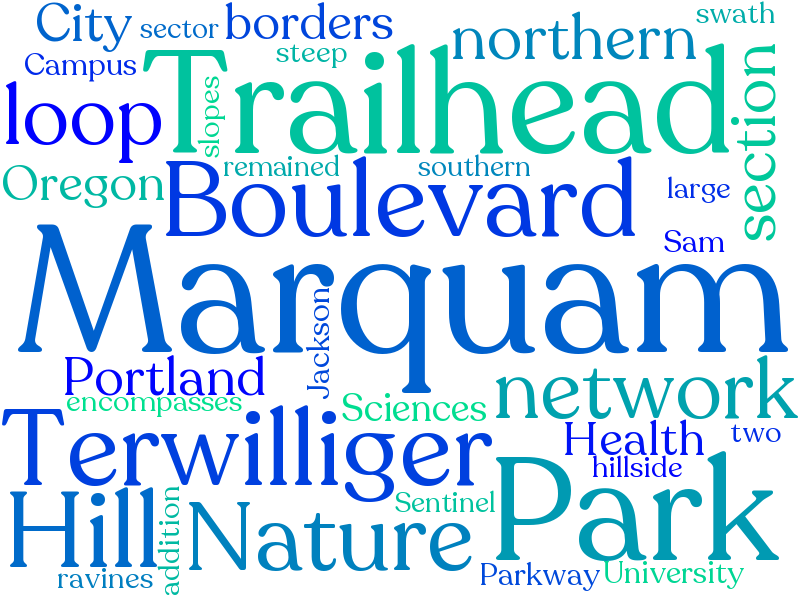 City sector borders northern swath
Campus steep
Trailhead
loop slopes section
Oregon remained southern large
Boulevard
Sam
Marquam
Jackson
Portland network
encompasses Sciences
Terwilliger Health two
hillside
Hill Nature Sentinel Park
addition
ravines Parkway University